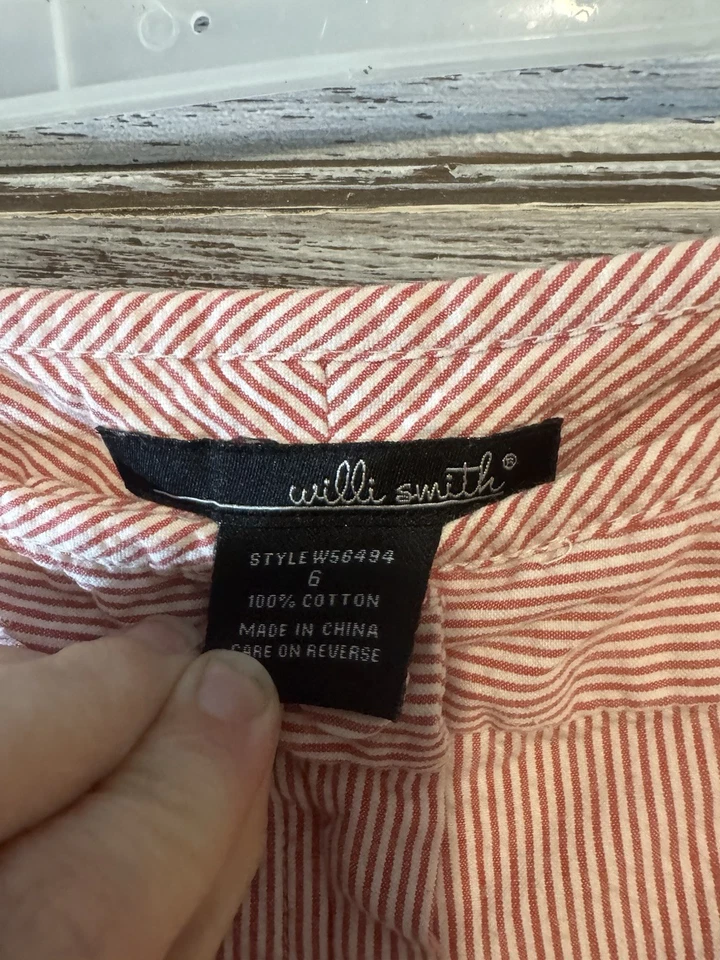 willi smith®
STYLE W56494
6
100% COTTON
MADE IN CHINA
CARE ON REVERSE